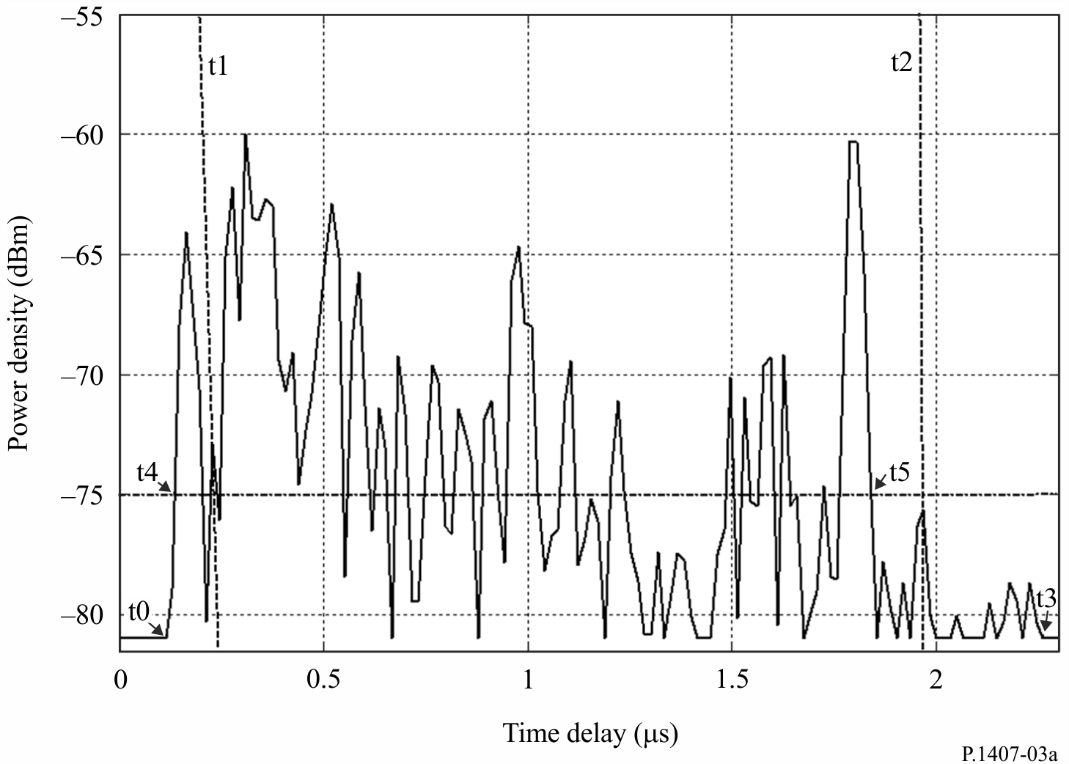 –55
t1
t2
–60
–65
Power density (dBm)
–70
t4
t5
–75
t0
t3
–80
0
0.5
1
1.5
2
Time delay (μs)
P.1407-03a